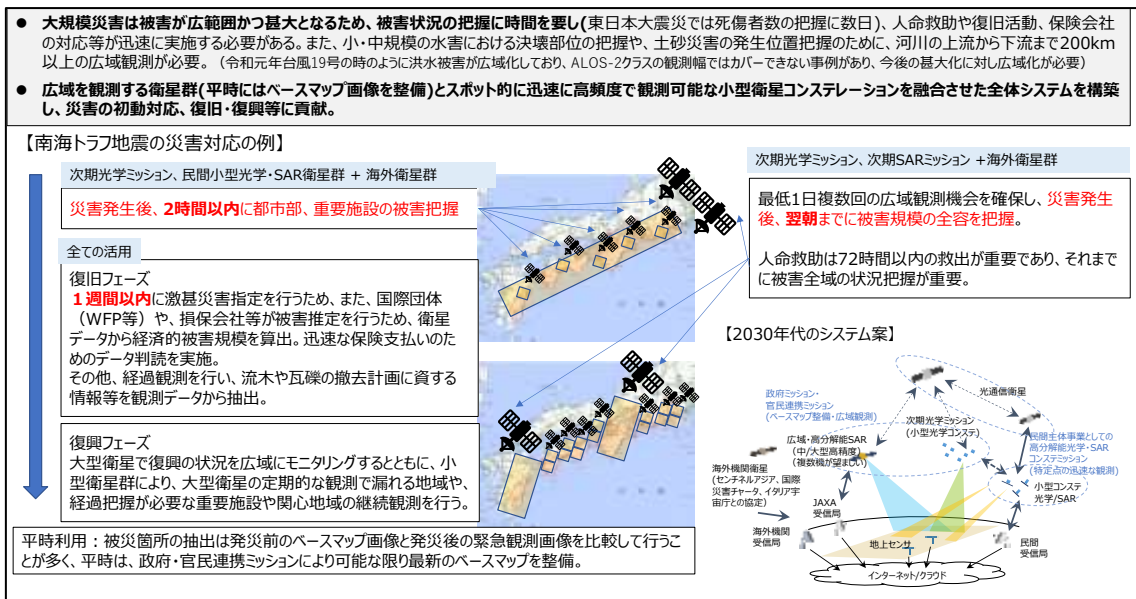 ● 大規模災害は被害が広範囲かつ甚大となるため、被害状況の把握に時間を要し(東日本大震災では死傷者数の把握に数日)、人命救助や復旧活動、保険会社
の対応等が迅速に実施する必要がある。また、小・中規模の水害における決壊部位の把握や、土砂災害の発生位置把握のために、河川の上流から下流まで200km
以上の広域観測が必要。（令和元年台風19号の時のように洪水被害が広域化しており、ALOS-2クラスの観測幅ではカバーできない事例があり、今後の甚大化に対し広域化が必要）
● 広域を観測する衛星群(平時にはベースマップ画像を整備)とスポット的に迅速に高頻度で観測可能な小型衛星コンステレーションを融合させた全体システムを構築
し、災害の初動対応、復旧・復興等に貢献。
【南海トラフ地震の災害対応の例】
次期光学ミッション、民間小型光学・SAR衛星群 + 海外衛星群
災害発生後、2時間以内に都市部、重要施設の被害把握
全ての活用
復旧フェーズ
１週間以内に激甚災害指定を行うため、また、国際団体
（WFP等）や、損保会社等が被害推定を行うため、衛星
データから経済的被害規模を算出。迅速な保険支払いのた
めのデータ判読を実施。
その他、経過観測を行い、流木や瓦礫の撤去計画に資する
情報等を観測データから抽出。
復興フェーズ
大型衛星で復興の状況を広域にモニタリングするとともに、小
型衛星群により、大型衛星の定期的な観測で漏れる地域や、
経過把握が必要な重要施設や関心地域の継続観測を行う。
平時利用：被災箇所の抽出は発災前のベースマップ画像と発災後の緊急観測画像を比較して行うこ
とが多く、平時は、政府・官民連携ミッションにより可能な限り最新のベースマップを整備。
次期光学ミッション、次期SARミッション +海外衛星群
最低1日複数回の広域観測機会を確保し、災害発生
後、翌朝までに被害規模の全容を把握。
人命救助は72時間以内の救出が重要であり、それまで
に被害全域の状況把握が重要。
【2030年代のシステム案】
光通信衛星
政府ミッション・
官民連携ミッション
(ベースマップ整備・広域観測)
次期光学ミッション
(小型光学コンステ)
民間主体事業としての
高分解能光学・SAR
コンステミッション
(特定点の迅速な観測)
広域・高分解能SAR
(中/大型高精度)
(複数機が望ましい)
海外機関衛星
(センチネルアジア、国際
災害チャータ、イタリア宇
宙庁との協定)
小型コンステ
光学/SAR
JAXA
受信局
海外機関
受信局
地上センサ
民間
受信局
インターネット/クラウド